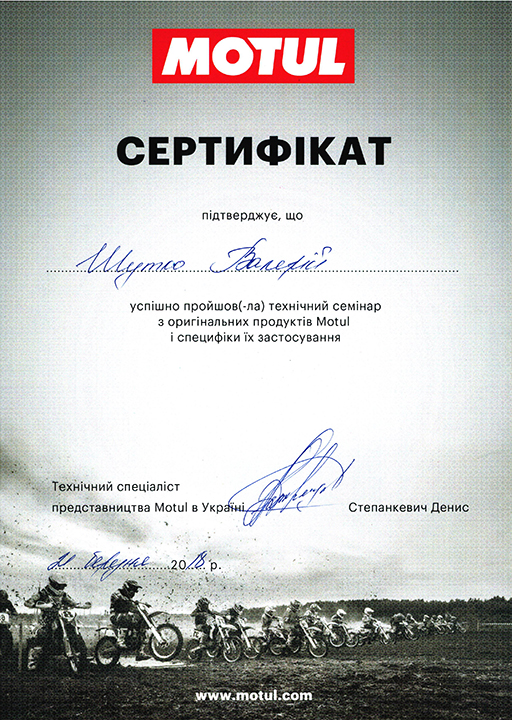 MOTUL
СЕРТИФІКАТ
підтверджує, що
Шутко Валерій
успішно пройшов(-ла) технічний семінар
з оригінальних продуктів Motul
і специфіки їх застосування
Технічний спеціаліст
представництва Motul в Україні
Степанкевич Денис
21 березня 2018 р.
www.motul.com